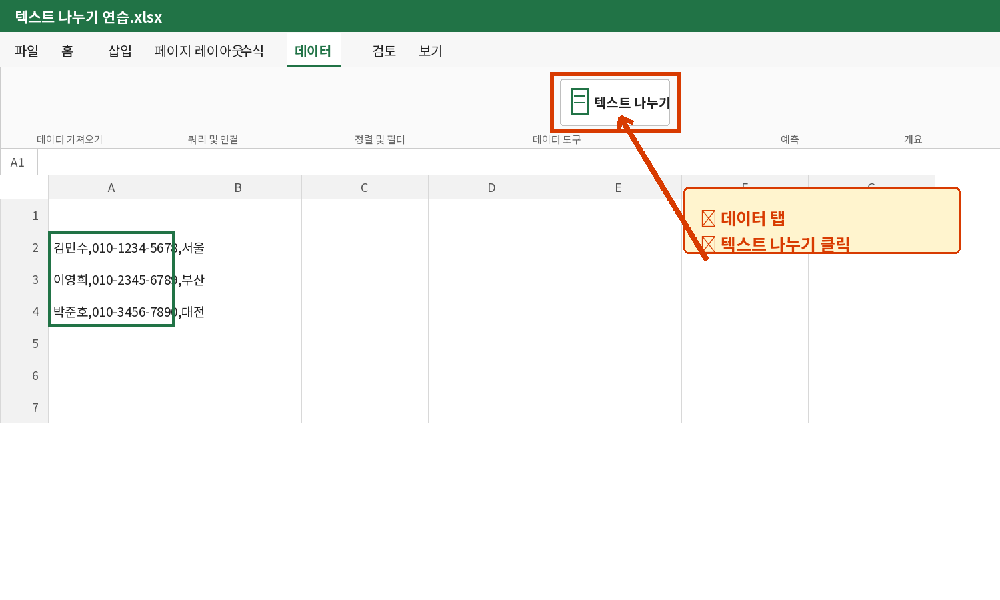 텍스트 나누기 연습.xlsx
파일 홈 삽입 페이지 레이아웃 수식 데이터 검토 보기
텍스트 나누기
데이터 가져오기 쿼리 및 연결 정렬 및 필터 데이터 도구 예측 개요
A1
A B C D E F G
1
2 김민수,010-1234-5678,서울
3 이영희,010-2345-6789,부산
4 박준호,010-3456-7890,대전
5
6
7
데이터 탭
텍스트 나누기 클릭